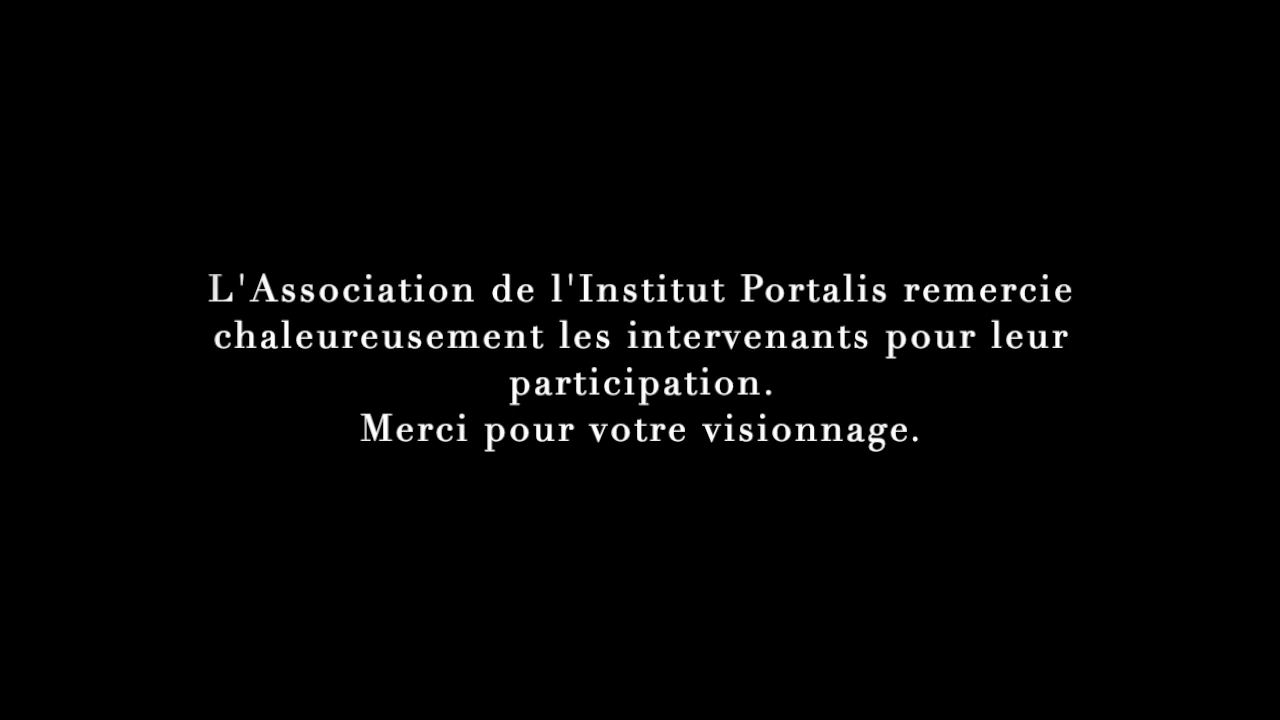 L'Association de l'Institut Portalis remercie
chaleureusement les intervenants pour leur
participation.
Merci pour votre visionnage.